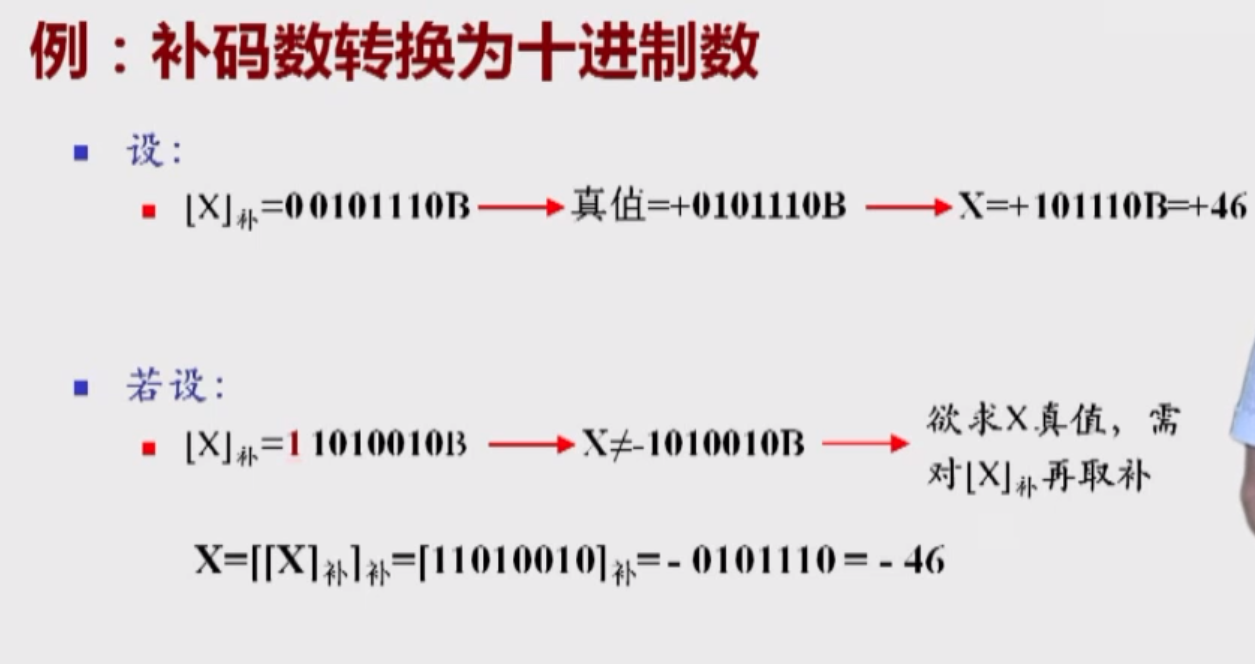 例：补码数转换为十进制数
设：
[X]补=00101110B → 真值=+0101110B → X=+101110B=+46
若设：
[X]补=1 1010010B → X≠-1010010B → 欲求X真值，需
对[X]补再取补
X=[[X]补]补=[11010010]补=- 0101110 = - 46